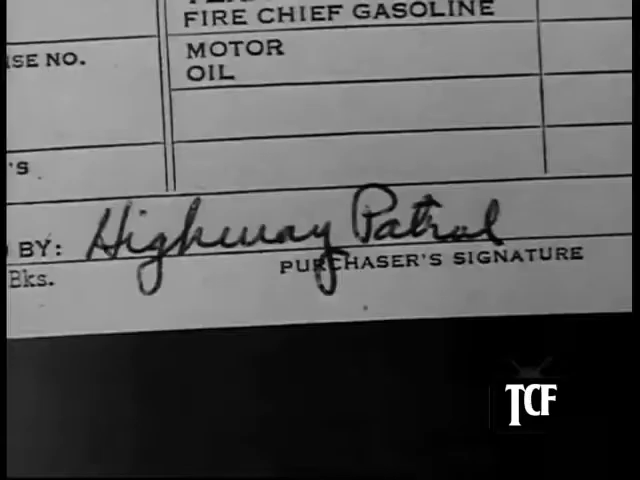 FIRE CHIEF GASOLINE
MOTOR
OIL
SE NO.
'S
BY:
Highway Patrol
PURCHASER'S SIGNATURE
Bks.
TCF